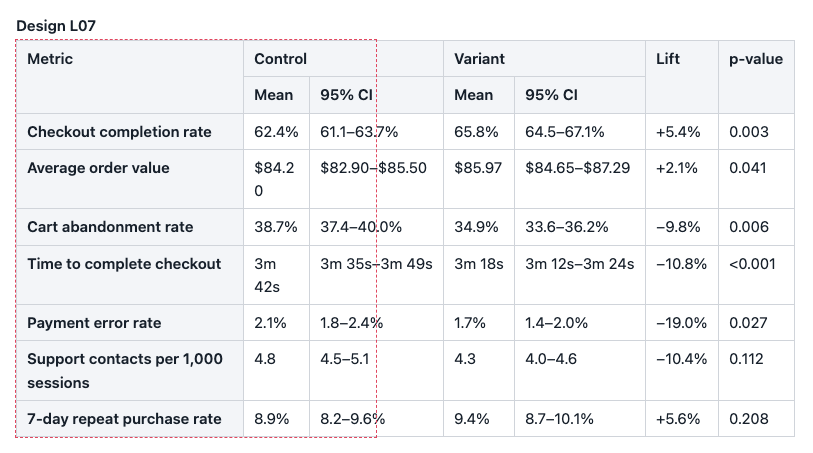 Design L07
Metric Control Variant Lift p-value
Mean 95% CI Mean 95% CI
Checkout completion rate 62.4% 61.1–63.7% 65.8% 64.5–67.1% +5.4% 0.003
Average order value $84.2 $82.90–$85.50 $85.97 $84.65–$87.29 +2.1% 0.041
0
Cart abandonment rate 38.7% 37.4–40.0% 34.9% 33.6–36.2% −9.8% 0.006
Time to complete checkout 3m 3m 35s–3m 49s 3m 18s 3m 12s–3m 24s −10.8% <0.001
42s
Payment error rate 2.1% 1.8–2.4% 1.7% 1.4–2.0% −19.0% 0.027
Support contacts per 1,000 4.8 4.5–5.1 4.3 4.0–4.6 −10.4% 0.112
sessions
7-day repeat purchase rate 8.9% 8.2–9.6% 9.4% 8.7–10.1% +5.6% 0.208